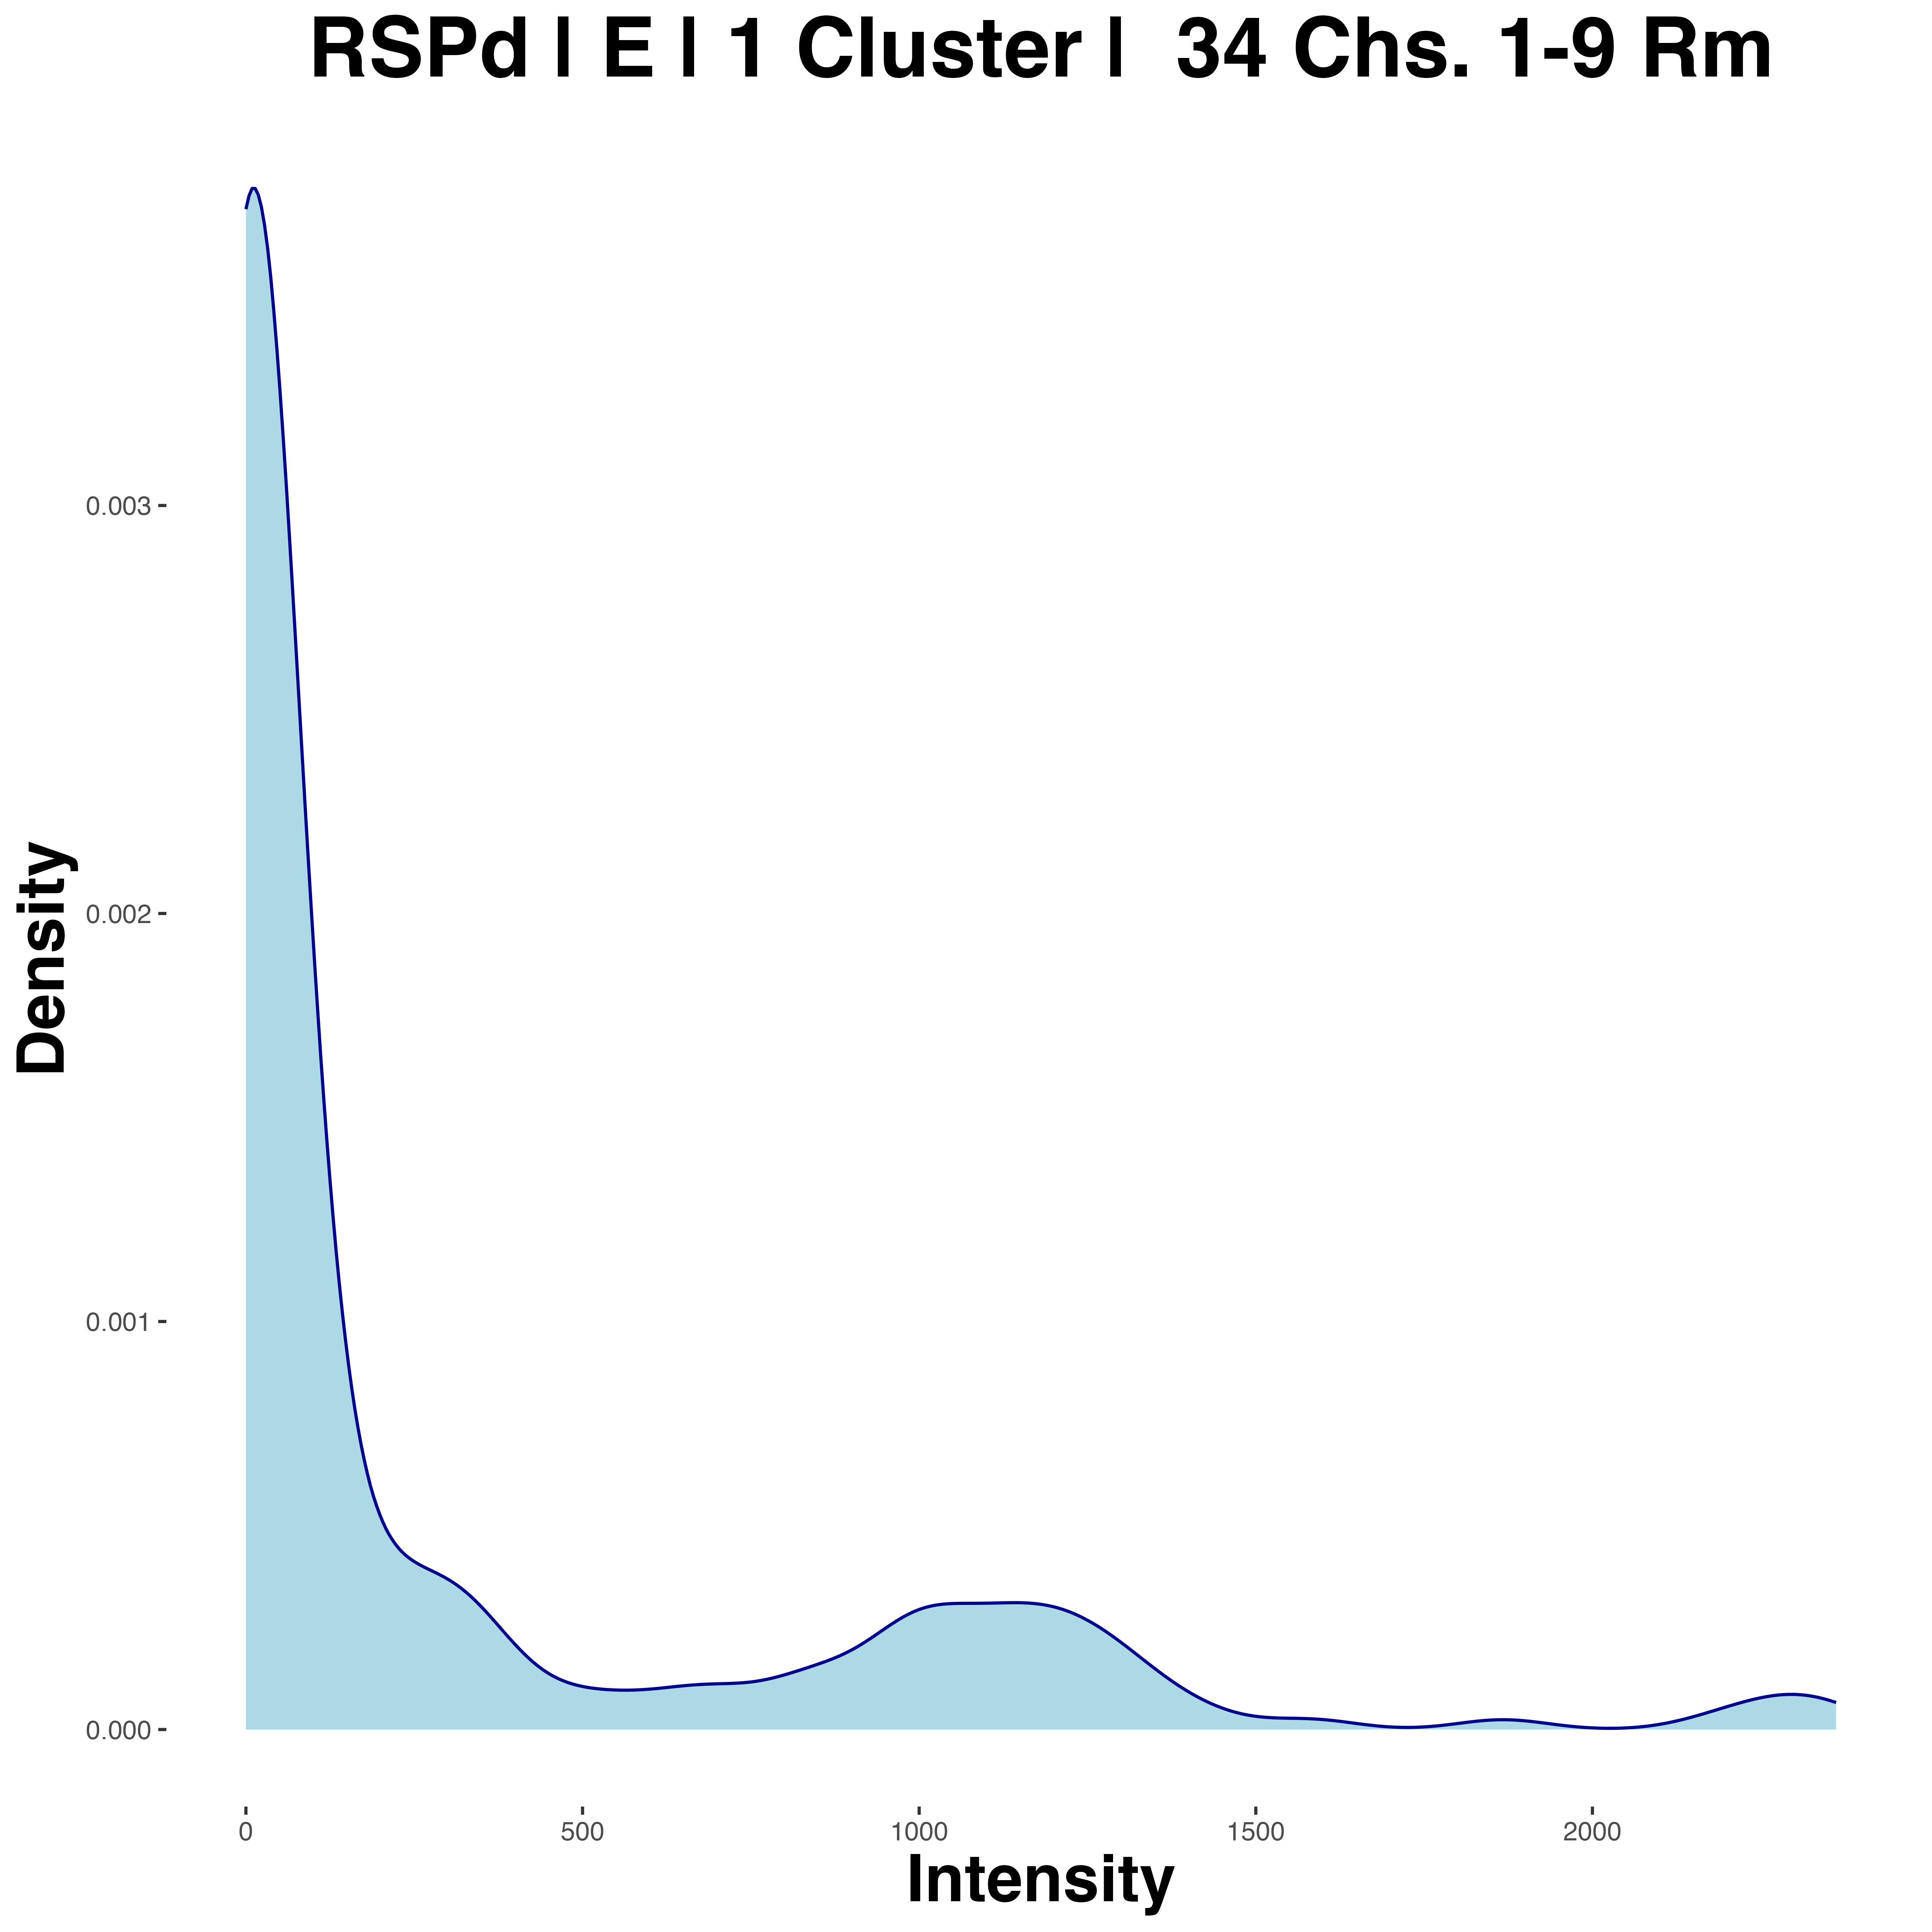 RSPd | E | 1 Cluster |  34 Chs. 1-9 Rm
Density
0.003
0.002
0.001
0.000
0 500 1000 1500 2000
Intensity